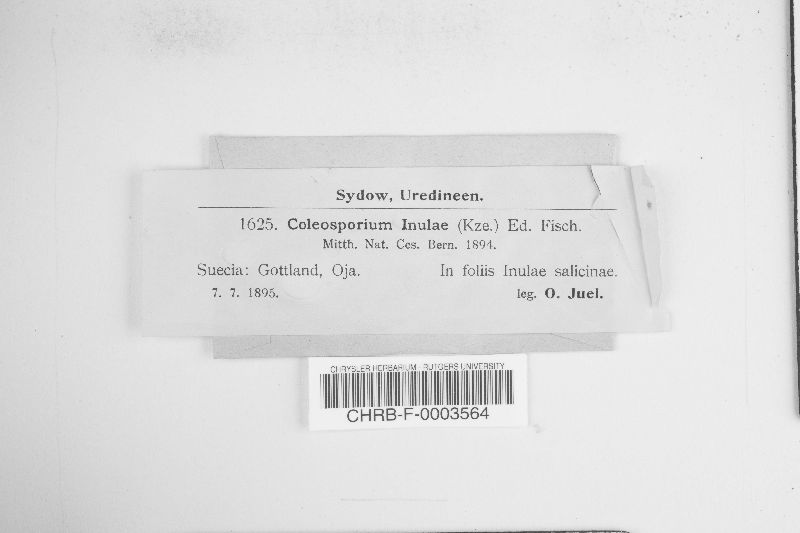 Sydow, Uredineen.
1625. Coleosporium Inulae (Kze.) Ed. Fisch.
Mitth. Nat. Ges. Bern. 1894.
Suecia: Gottland, Oja. In foliis Inulae salicinae.
7. 7. 1895. leg. O. Juel.
CHRYSLER HERBARIUM - RUTGERS UNIVERSITY
CHRB-F-0003564